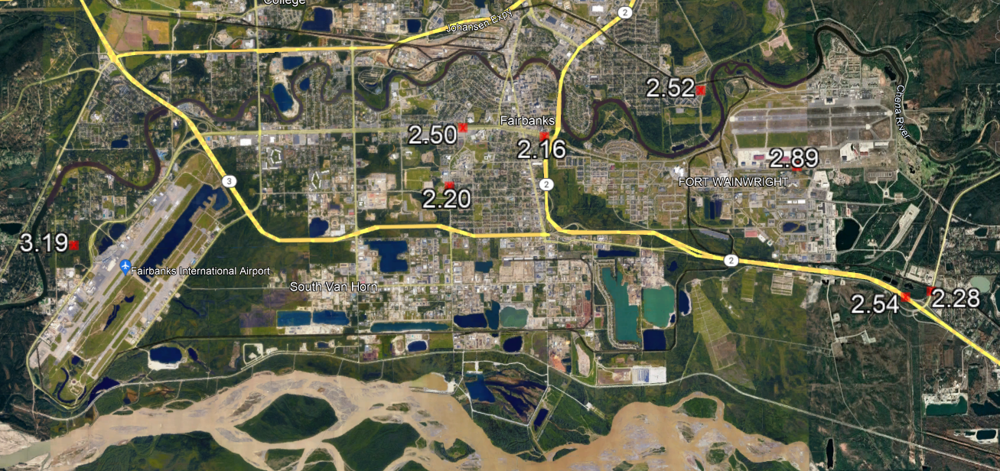 College
2
Johansen Expy
2.52
Chena River
Fairbanks
2.50
2.16
2.89
3
2
FORT WAINWRIGHT
2.20
3.19
2
Fairbanks International Airport
South Van Horn
2.54
2.28